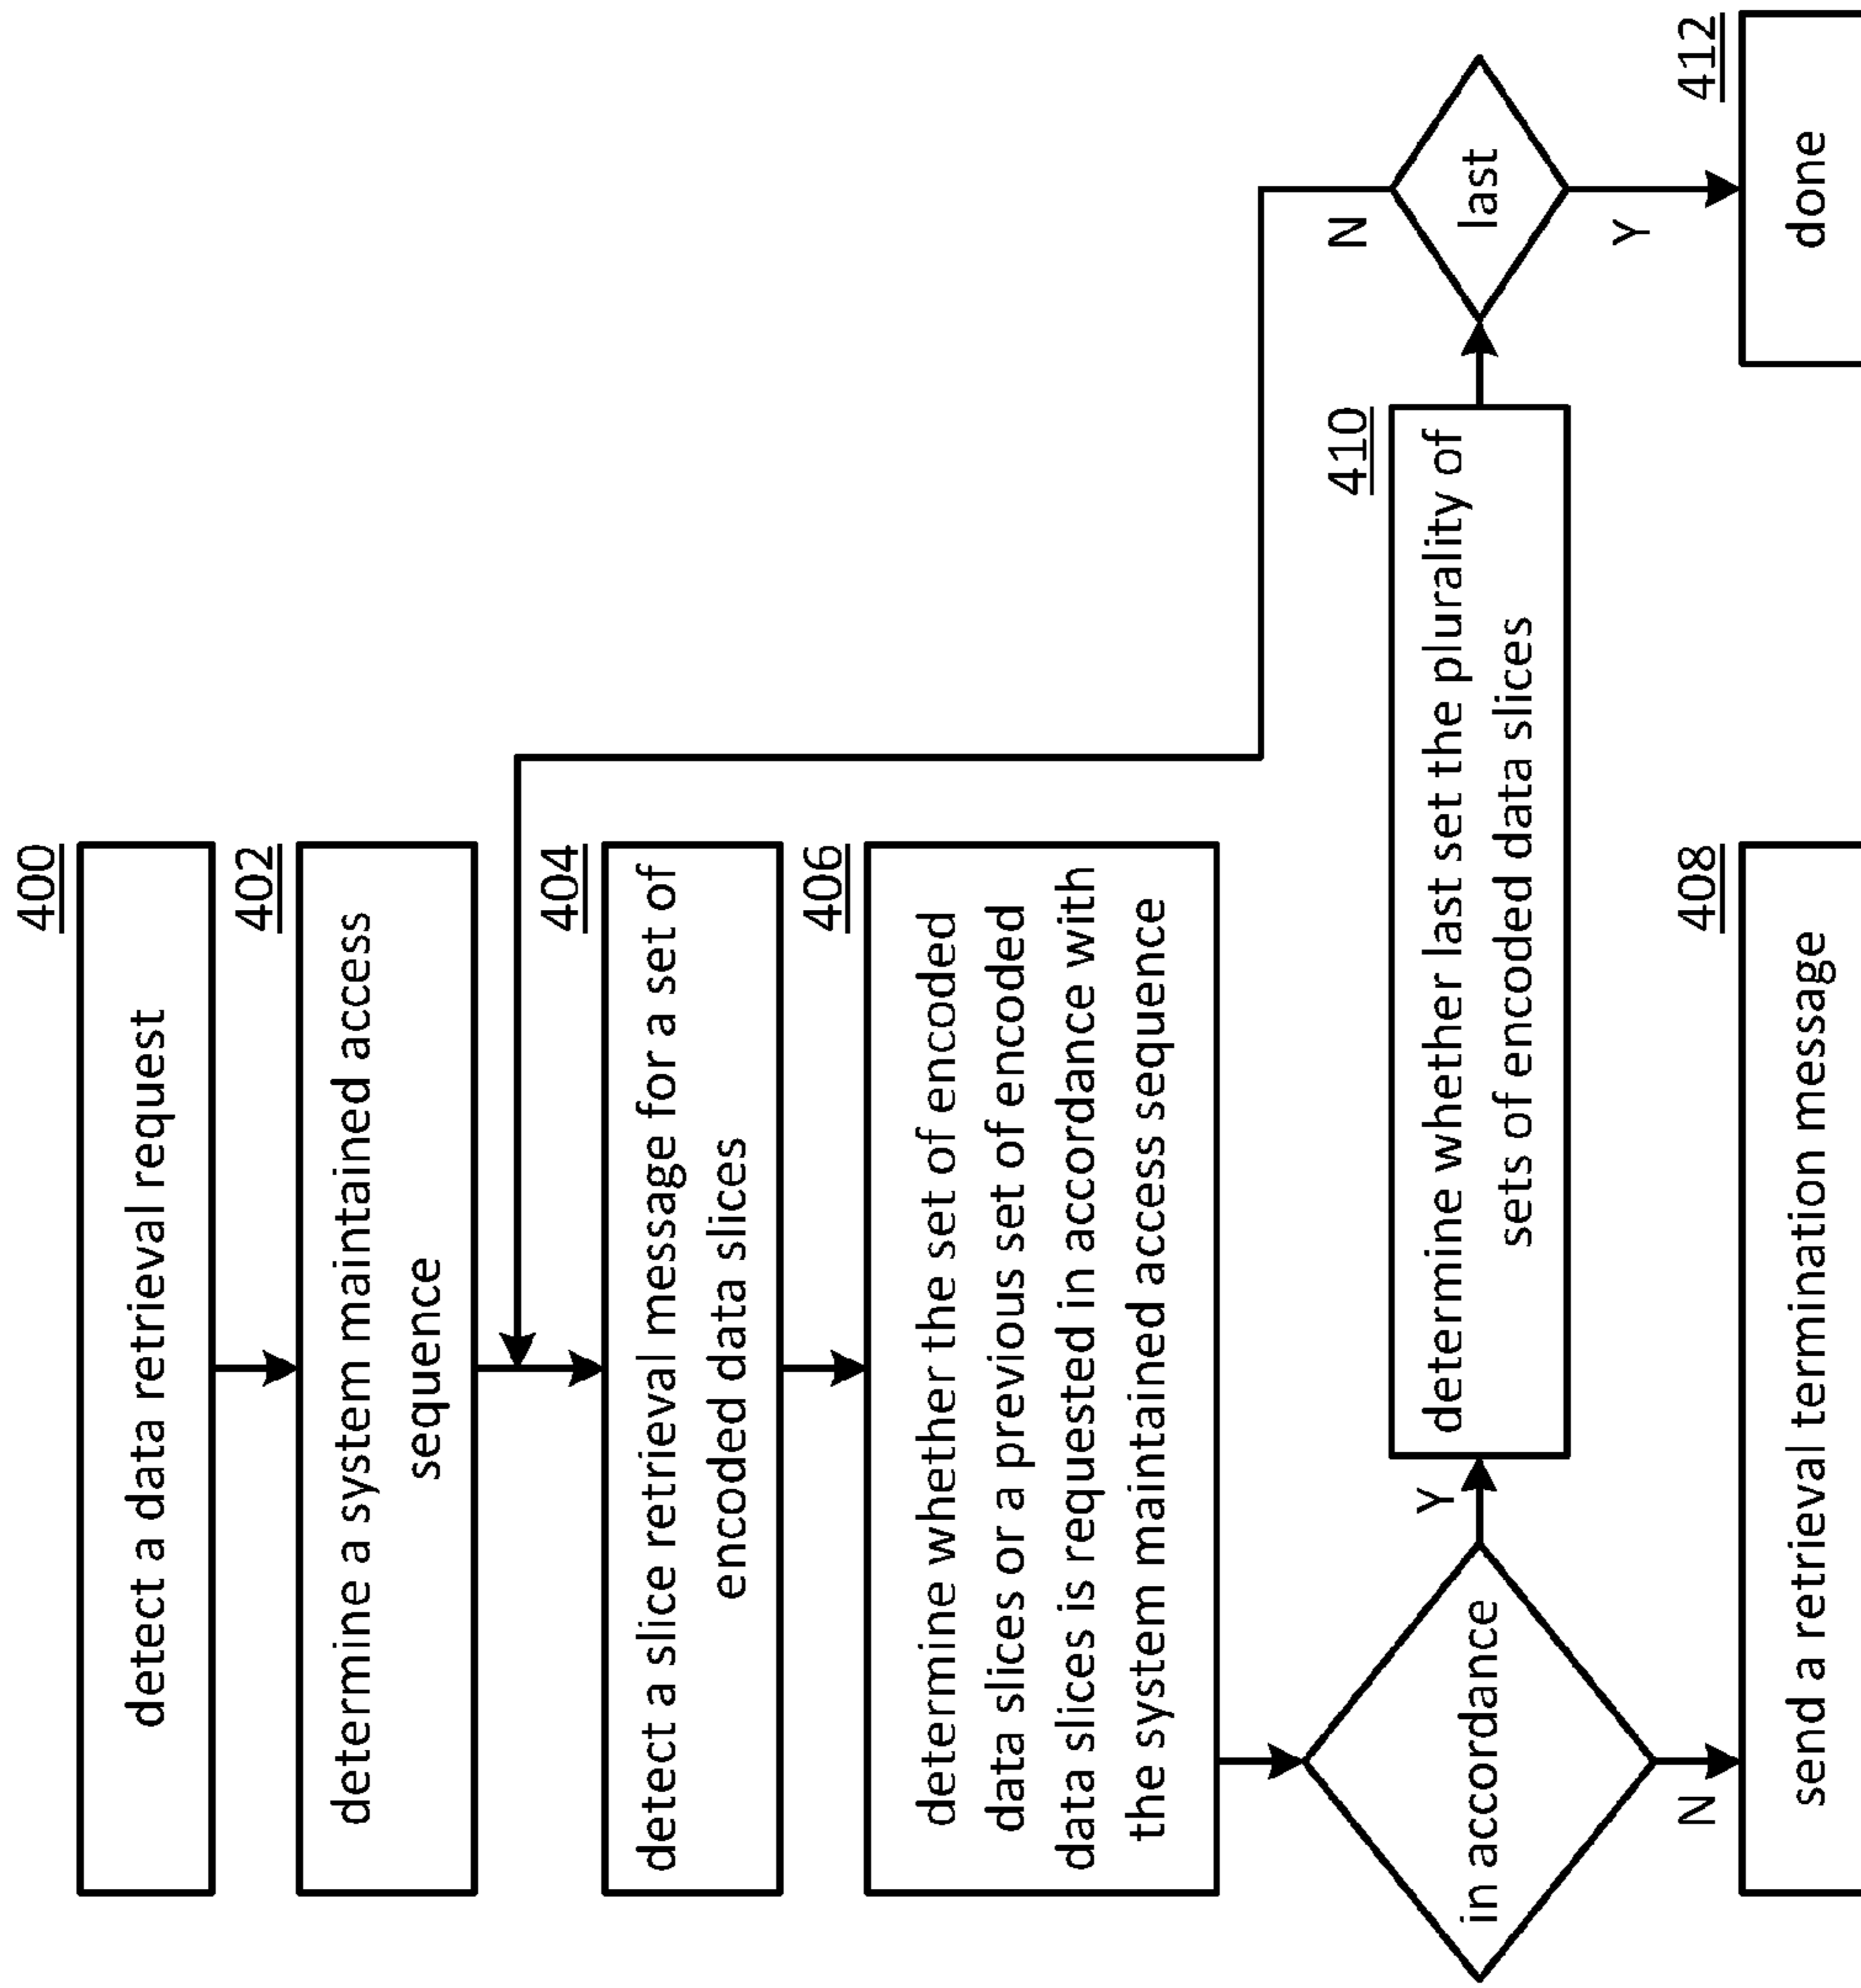 400
detect a data retrieval request
402
determine a system maintained access
sequence
404
detect a slice retrieval message for a set of
encoded data slices
406
determine whether the set of encoded
data slices or a previous set of encoded
data slices is requested in accordance with
the system maintained access sequence
in accordance
Y
N
408
send a retrieval termination message
410
determine whether last set the plurality of
sets of encoded data slices
last
N
Y
412
done